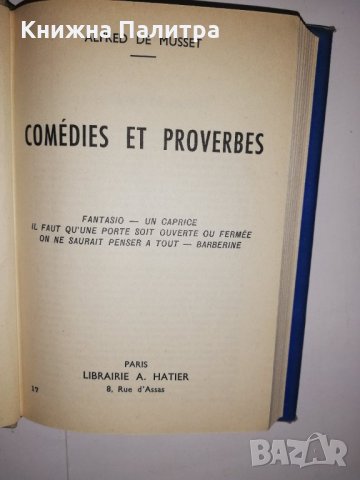 Книжна Палитра
ALFRED DE MUSSET
COMÉDIES ET PROVERBES
FANTASIO — UN CAPRICE
IL FAUT QU'UNE PORTE SOIT OUVERTE OU FERMÉE
ON NE SAURAIT PENSER A TOUT — BARBERINE
PARIS
LIBRAIRIE A. HATIER
8, Rue d'Assas
17
BAZAR